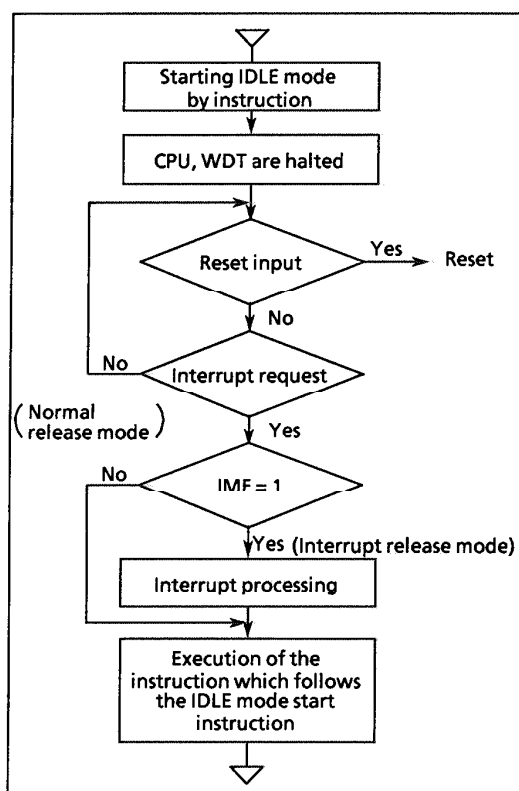 Starting IDLE mode
by instruction
CPU, WDT are halted
Reset input
Yes
Reset
No
Interrupt request
No
(Normal
release mode)
Yes
IMF = 1
No
Yes (Interrupt release mode)
Interrupt processing
Execution of the
instruction which follows
the IDLE mode start
instruction